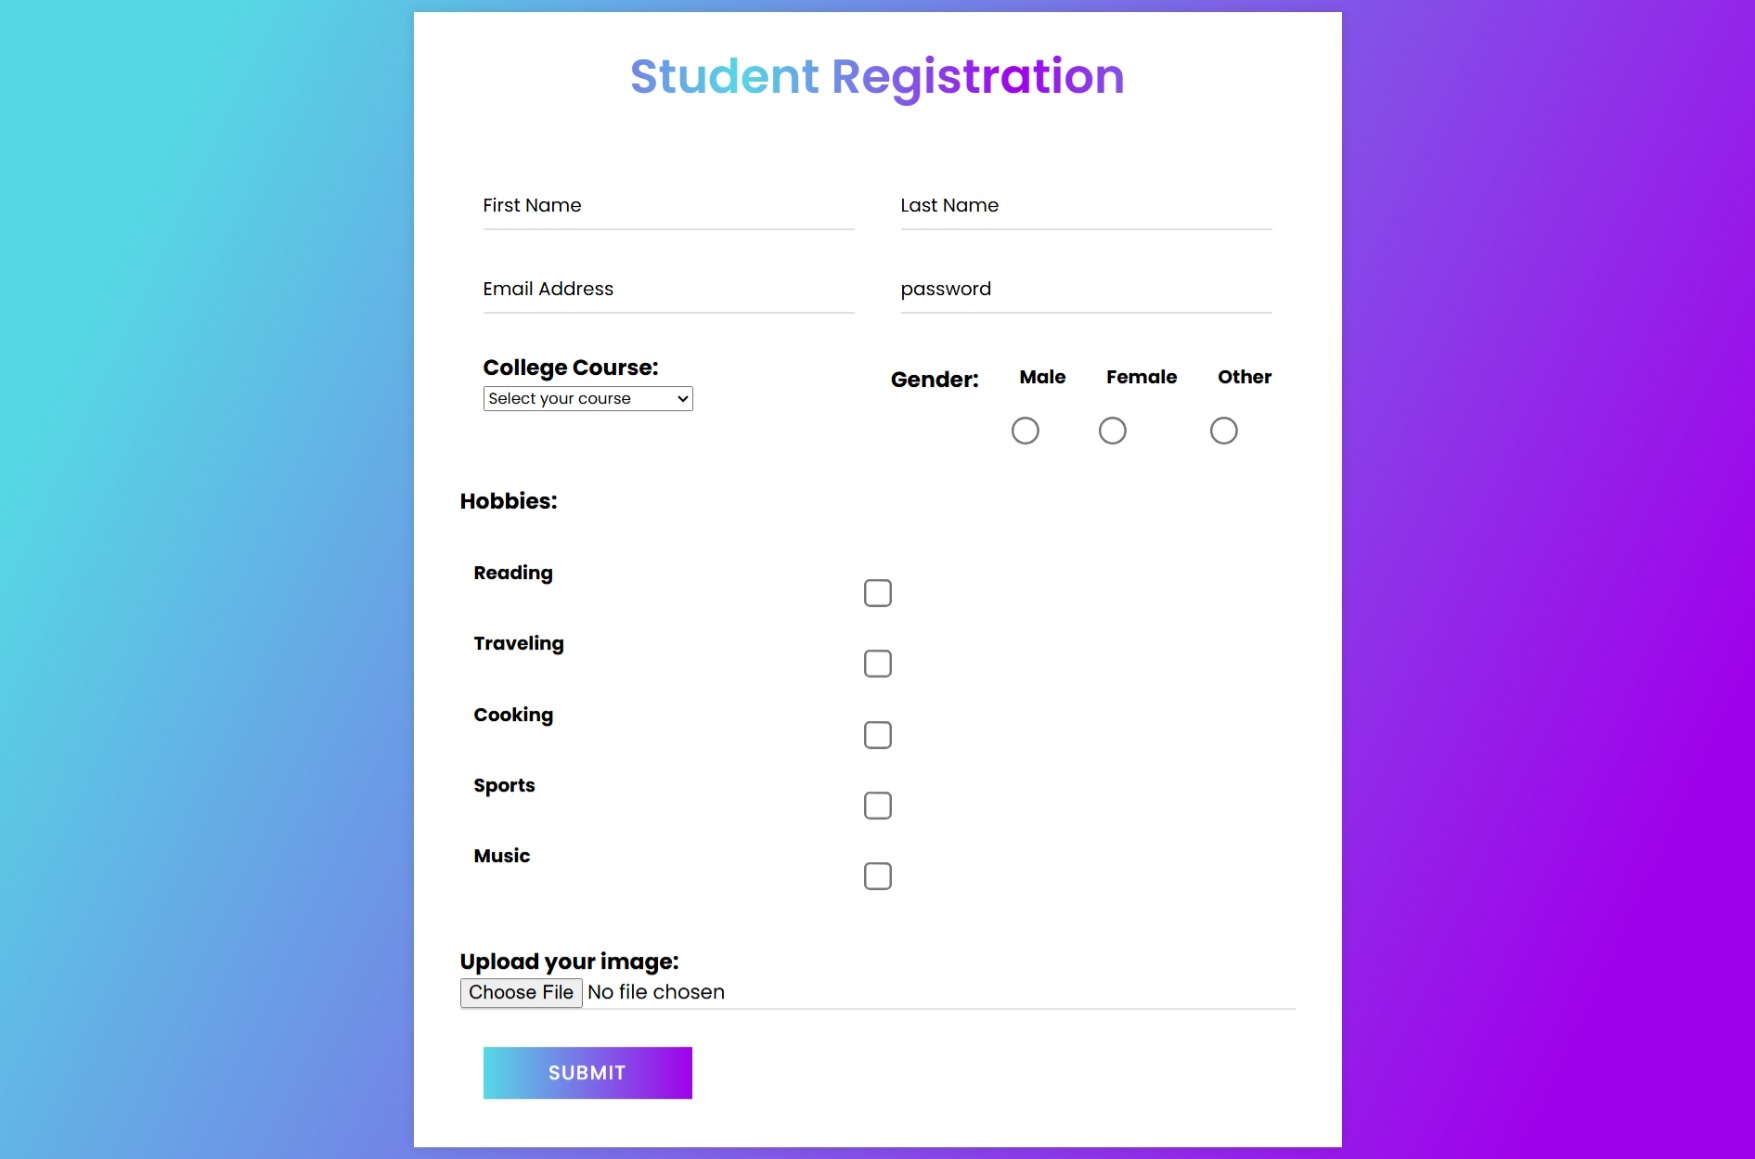 Student Registration
First Name Last Name
Email Address password
College Course:
Select your course
Gender: Male Female Other
Hobbies:
Reading
Traveling
Cooking
Sports
Music
Upload your image:
Choose File No file chosen
SUBMIT